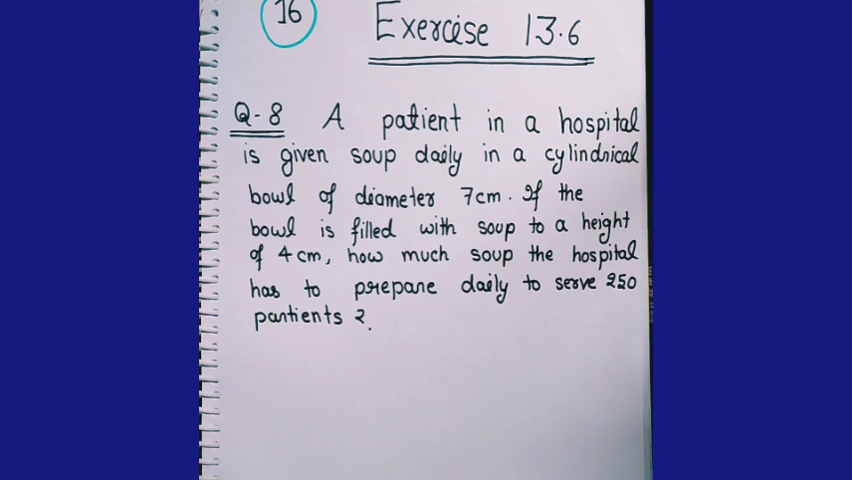 16
Exercise 13.6
Q-8 A patient in a hospital
is given soup daily in a cylindrical
bowl of diameter 7cm. If the
bowl is filled with soup to a height
of 4cm, how much soup the hospital
has to prepare daily to serve 250
pantients ?